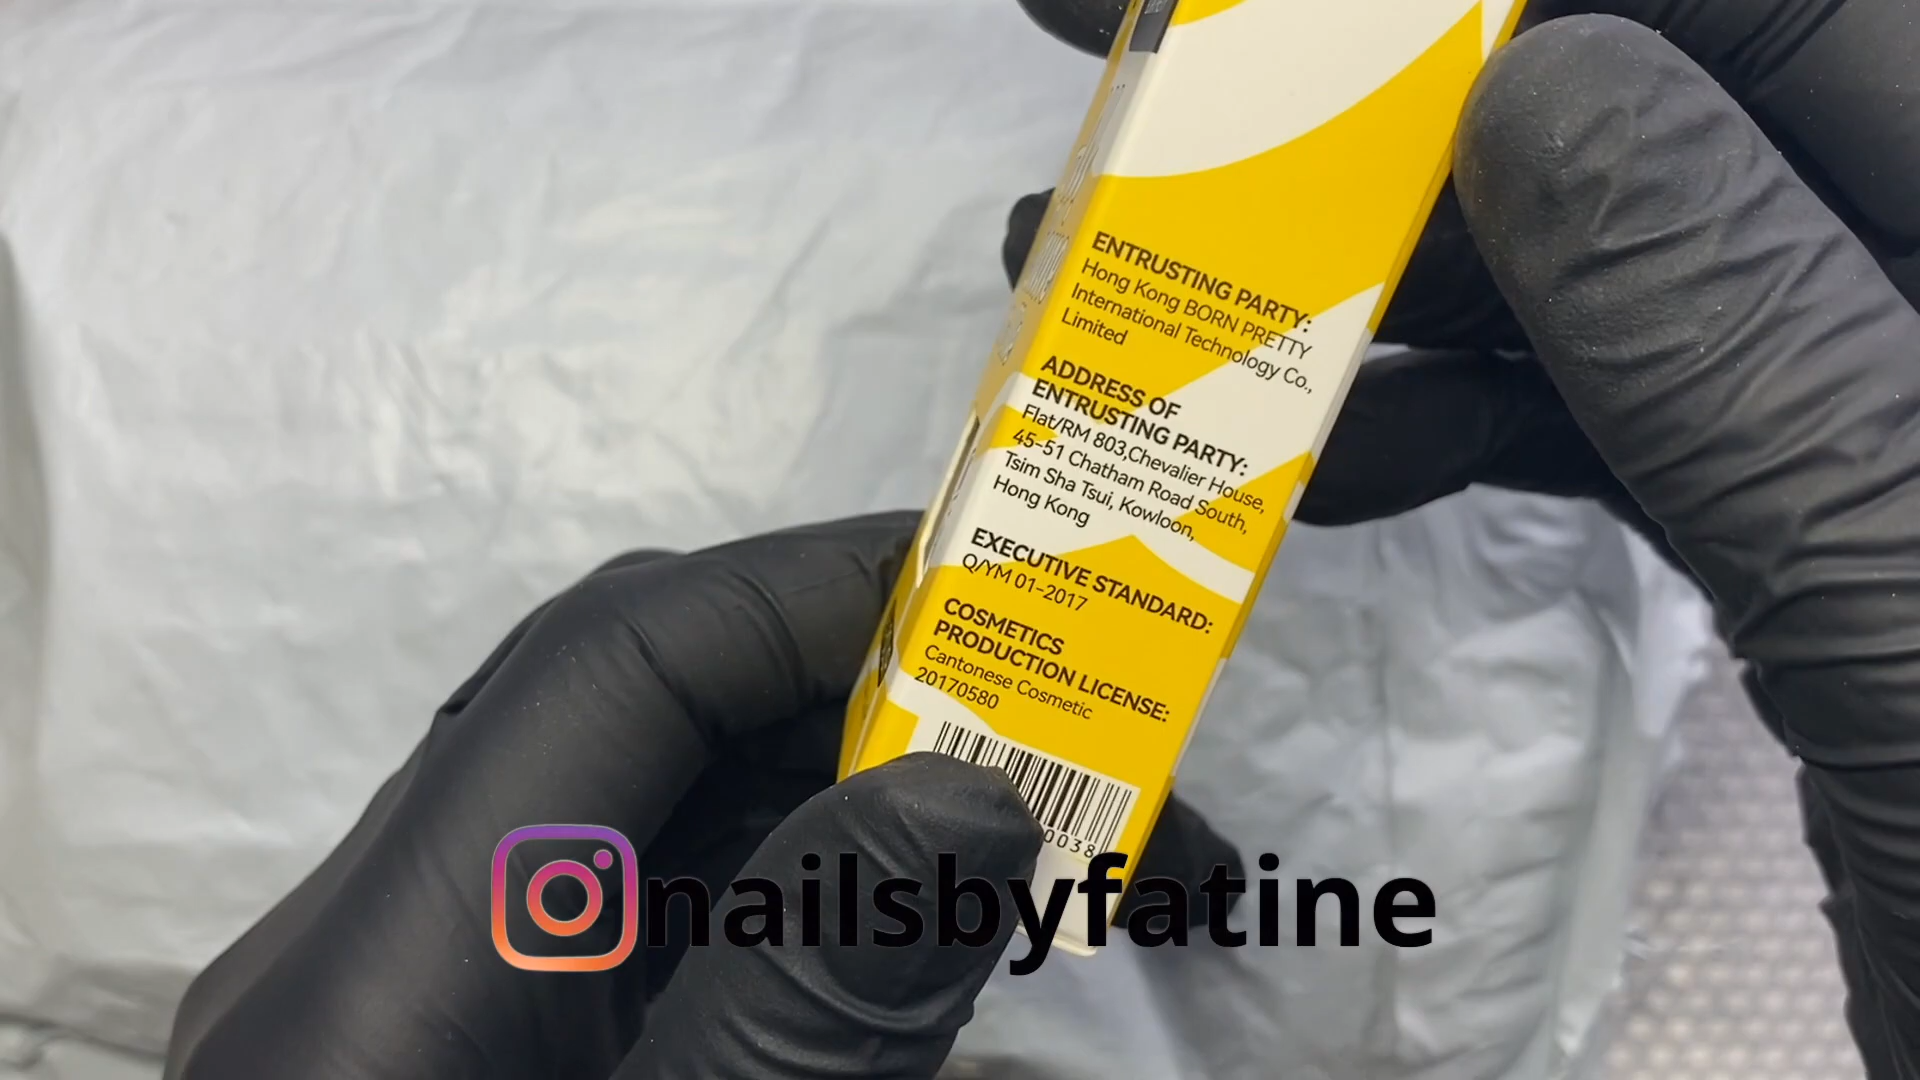 ENTRUSTING PARTY:
Hong Kong BORN PRETTY
International Technology Co.,
Limited
ADDRESS OF
ENTRUSTING PARTY:
Flat/RM 803,Chevalier House,
45-51 Chatham Road South,
Tsim Sha Tsui, Kowloon,
Hong Kong
EXECUTIVE STANDARD:
Q/YM 01-2017
COSMETICS
PRODUCTION LICENSE:
Cantonese Cosmetic
20170580
0038
nailsbyfatine